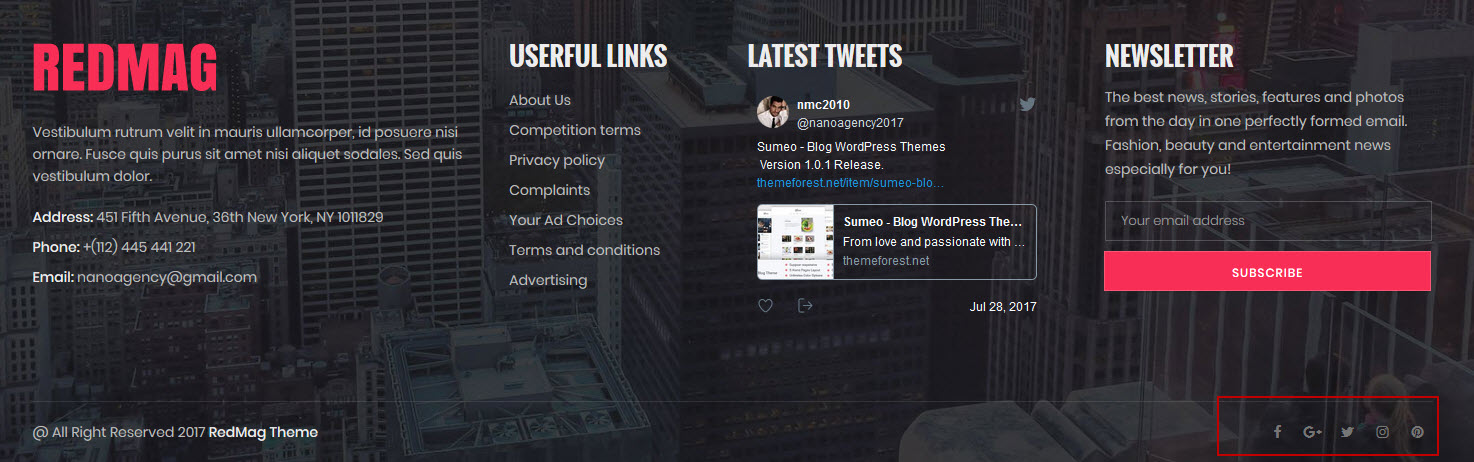 REDMAG
Vestibulum rutrum velit in mauris ullamcorper, id posuere nisi
ornare. Fusce quis purus sit amet nisi aliquet sodales. Sed quis
vestibulum dolor.
Address: 451 Fifth Avenue, 36th New York, NY 1011829
Phone: +(112) 445 441 221
Email: nanoagency@gmail.com
USERFUL LINKS
About Us
Competition terms
Privacy policy
Complaints
Your Ad Choices
Terms and conditions
Advertising
LATEST TWEETS
nmc2010
@nanoagency2017
Sumeo - Blog WordPress Themes
Version 1.0.1 Release.
themeforest.net/item/sumeo-blo…
Sumeo - Blog WordPress The…
From love and passionate with …
themeforest.net
Jul 28, 2017
NEWSLETTER
The best news, stories, features and photos
from the day in one perfectly formed email.
Fashion, beauty and entertainment news
especially for you!
Your email address
SUBSCRIBE
@ All Right Reserved 2017 RedMag Theme